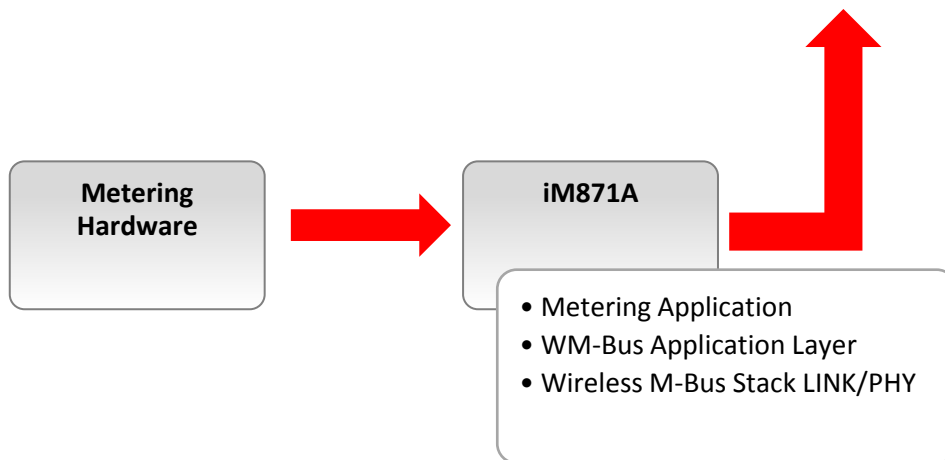 Metering
Hardware
iM871A
• Metering Application
• WM-Bus Application Layer
• Wireless M-Bus Stack LINK/PHY